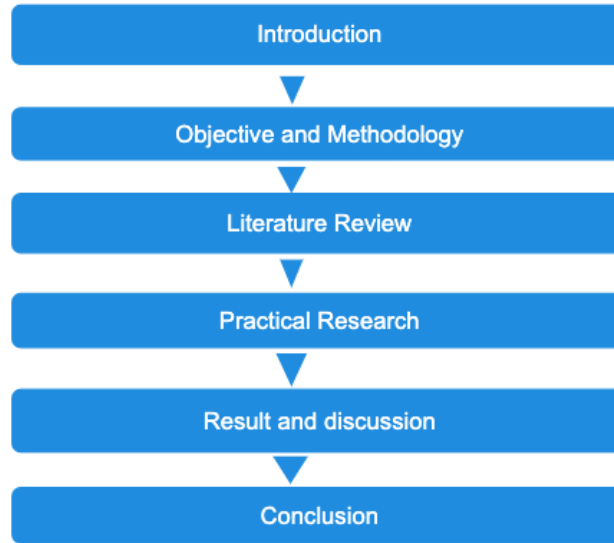 Introduction
Objective and Methodology
Literature Review
Practical Research
Result and discussion
Conclusion